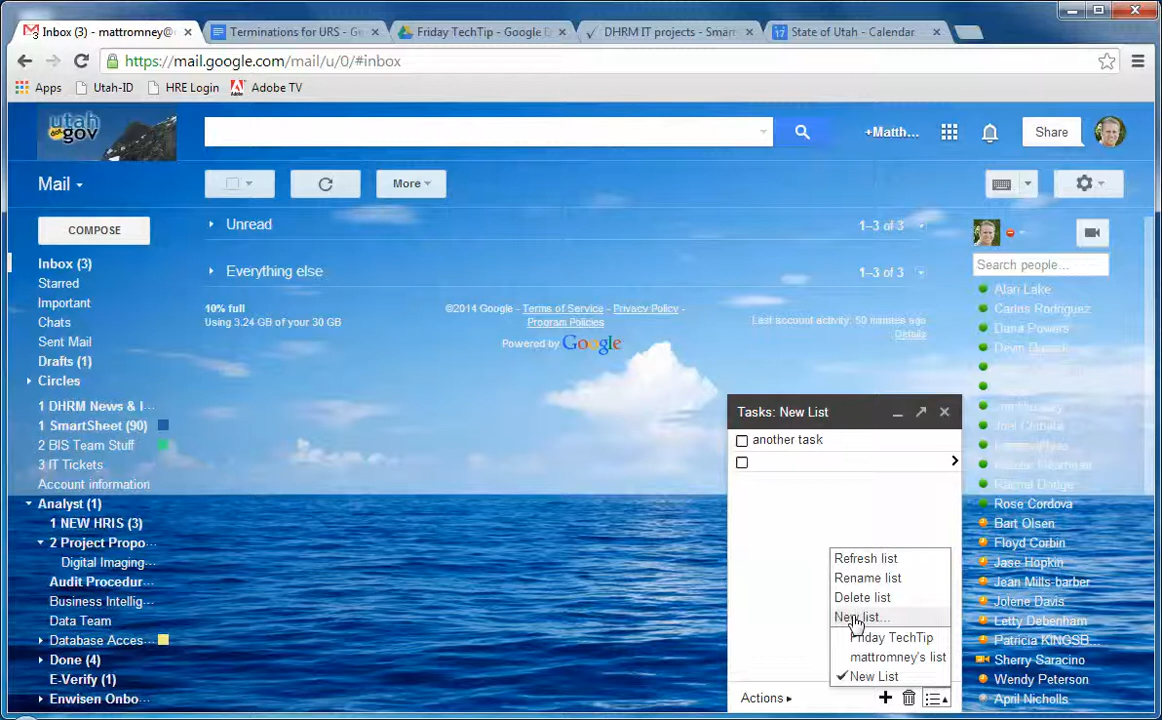 Inbox (3) - mattromney@
Terminations for URS - G
Friday TechTip - Google D
DHRM IT projects - Smar
State of Utah - Calendar
https://mail.google.com/mail/u/0/#inbox
Apps
Utah-ID
HRE Login
Adobe TV
utah
gov
+Matth...
Share
Mail
More
COMPOSE
Unread
1–3 of 3
Everything else
1–3 of 3
Search people...
Inbox (3)
Starred
Important
Chats
Sent Mail
Drafts (1)
Circles
1 DHRM News & I...
1 SmartSheet (90)
2 BIS Team Stuff
3 IT Tickets
Account information
Analyst (1)
1 NEW HRIS (3)
2 Project Propo...
Digital Imaging...
Audit Procedur...
Business Intellig...
Data Team
Database Acces...
Done (4)
E-Verify (1)
Enwisen Onbo...
10% full
Using 3.24 GB of your 30 GB
©2014 Google - Terms of Service - Privacy Policy -
Program Policies
Powered by Google
Last account activity: 50 minutes ago
Details
Tasks: New List
another task
Refresh list
Rename list
Delete list
New list...
Friday TechTip
mattromney's list
New List
Actions
Alan Lake
Carlos Rodriguez
Dana Powers
Rose Cordova
Bart Olsen
Floyd Corbin
Jase Hopkin
Jean Mills-barber
Jolene Davis
Letty Debenham
Patricia KINGSB...
Sherry Saracino
Wendy Peterson
April Nicholls